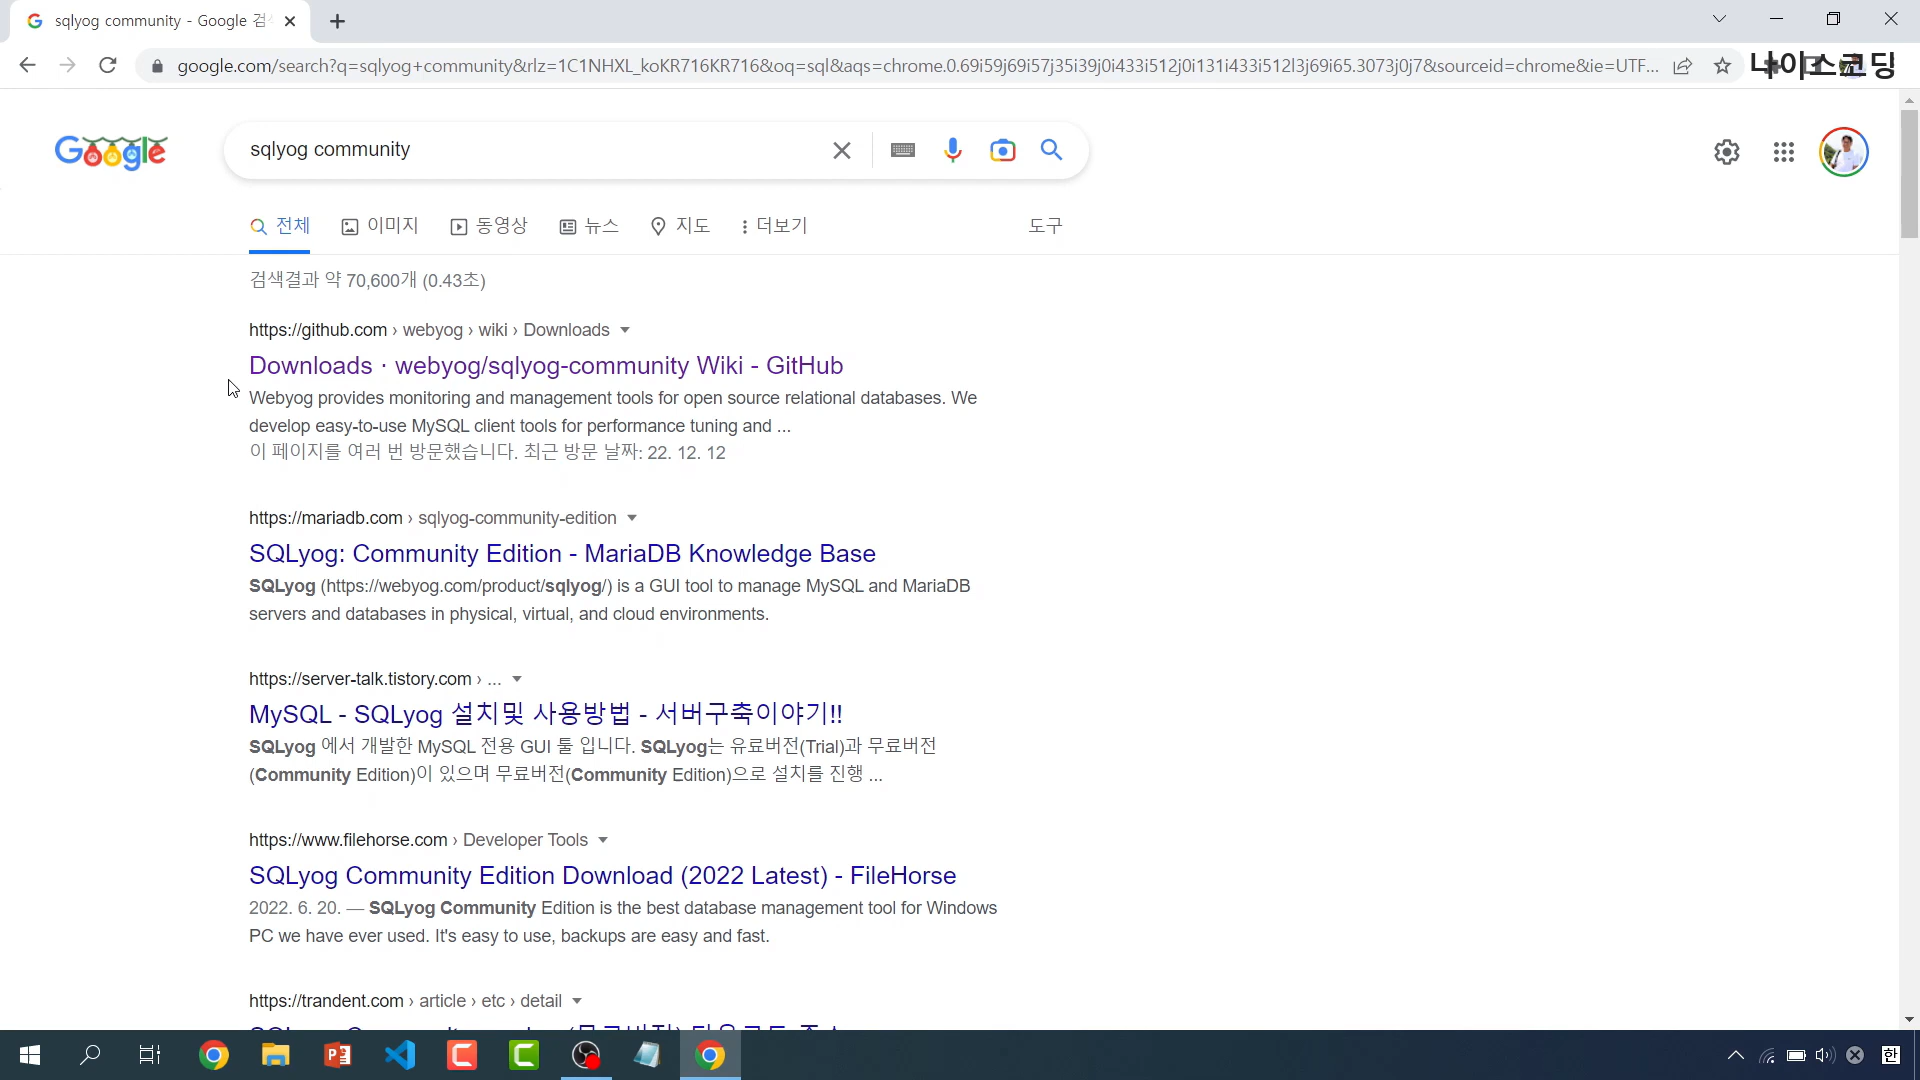 sqlyog community - Google 검
google.com/search?q=sqlyog+community&rlz=1C1NHXL_koKR716KR716&oq=sql&aqs=chrome.0.69i59j69i57j35i39j0i433i512j0i131i433i512l3j69i65.3073j0j7&sourceid=chrome&ie=UTF...
나이스코딩
Google
sqlyog community
전체 이미지 동영상 뉴스 지도 더보기 도구
검색결과 약 70,600개 (0.43초)
https://github.com › webyog › wiki › Downloads
Downloads · webyog/sqlyog-community Wiki - GitHub
Webyog provides monitoring and management tools for open source relational databases. We
develop easy-to-use MySQL client tools for performance tuning and ...
이 페이지를 여러 번 방문했습니다. 최근 방문 날짜: 22. 12. 12
https://mariadb.com › sqlyog-community-edition
SQLyog: Community Edition - MariaDB Knowledge Base
SQLyog (https://webyog.com/product/sqlyog/) is a GUI tool to manage MySQL and MariaDB
servers and databases in physical, virtual, and cloud environments.
https://server-talk.tistory.com › ...
MySQL - SQLyog 설치및 사용방법 - 서버구축이야기!!
SQLyog 에서 개발한 MySQL 전용 GUI 툴 입니다. SQLyog는 유료버전(Trial)과 무료버전
(Community Edition)이 있으며 무료버전(Community Edition)으로 설치를 진행 ...
https://www.filehorse.com › Developer Tools
SQLyog Community Edition Download (2022 Latest) - FileHorse
2022. 6. 20. — SQLyog Community Edition is the best database management tool for Windows
PC we have ever used. It's easy to use, backups are easy and fast.
https://trandent.com › article › etc › detail
한